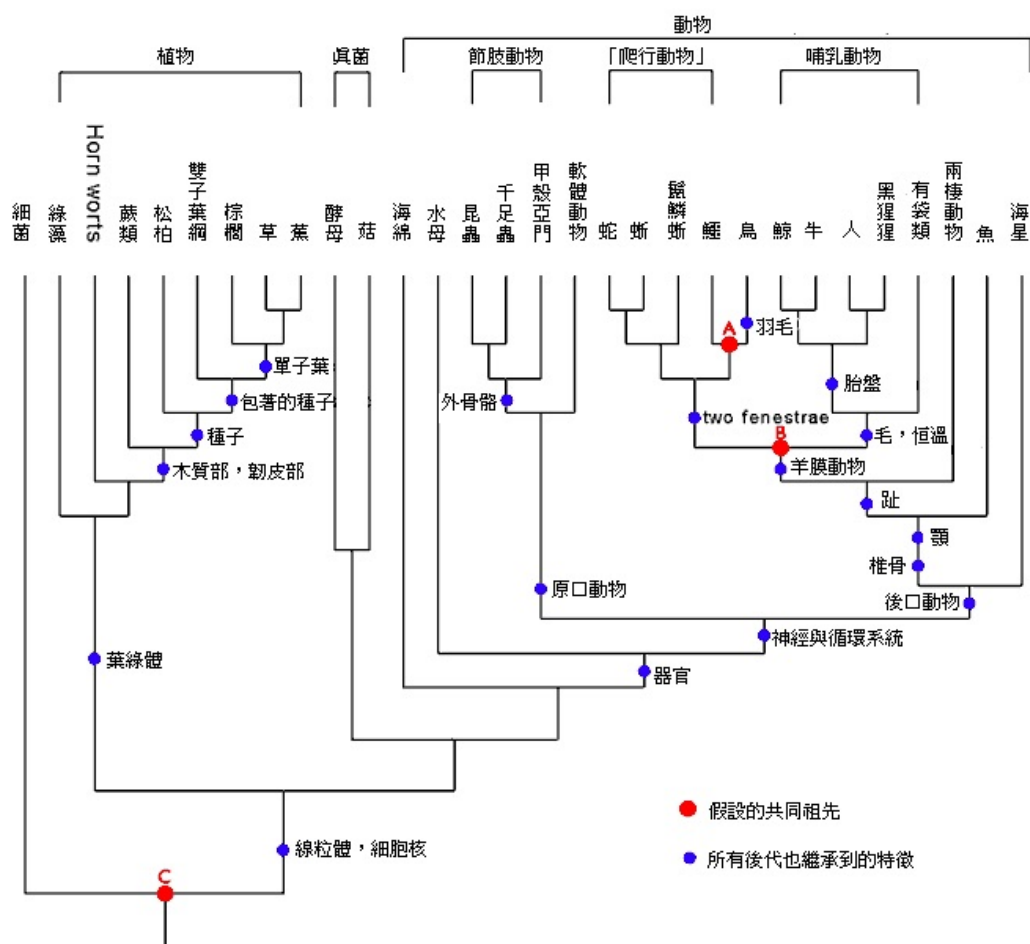 動物
植物
眞菌
節肢動物
「爬行動物」
哺乳動物
細菌
綠藻
Horn worts
蕨類
松柏
雙子葉綱
棕櫚
草
蕉
酵母
菇
海綿
水母
昆蟲
千足蟲
甲殼亞門
軟體動物
蛇
蜥
鬣鱗蜥
鱷
鳥
鯨
牛
人
黑猩猩
有袋類
兩棲動物
魚
海星
A
羽毛
單子葉
胎盤
包著的種子
外骨骼
two fenestrae
種子
B
毛，恒溫
木質部，韌皮部
羊膜動物
趾
顎
椎骨
原口動物
後口動物
神經與循環系統
葉綠體
器官
假設的共同祖先
線粒體，細胞核
所有後代也繼承到的特徵
C